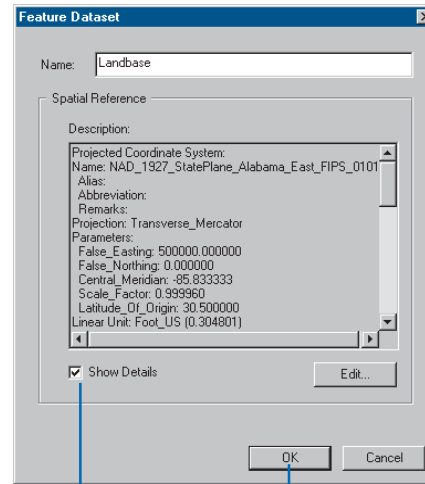 Feature Dataset
Name: Landbase
Spatial Reference
Description:
Projected Coordinate System:
Name: NAD_1927_StatePlane_Alabama_East_FIPS_0101
Alias:
Abbreviation:
Remarks:
Projection: Transverse_Mercator
Parameters:
False_Easting: 500000.000000
False_Northing: 0.000000
Central_Meridian: -85.833333
Scale_Factor: 0.999960
Latitude_Of_Origin: 30.500000
Linear Unit: Foot_US (0.304801)
Show Details
Edit...
OK Cancel